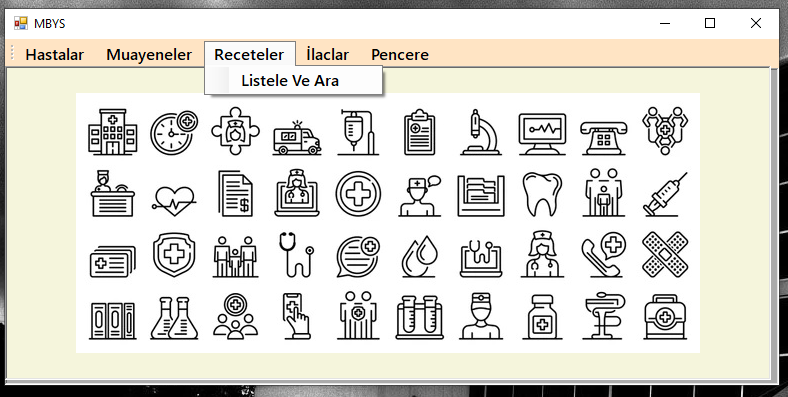 MBYS
Hastalar Muayeneler Receteler İlaclar Pencere
Listele Ve Ara
$